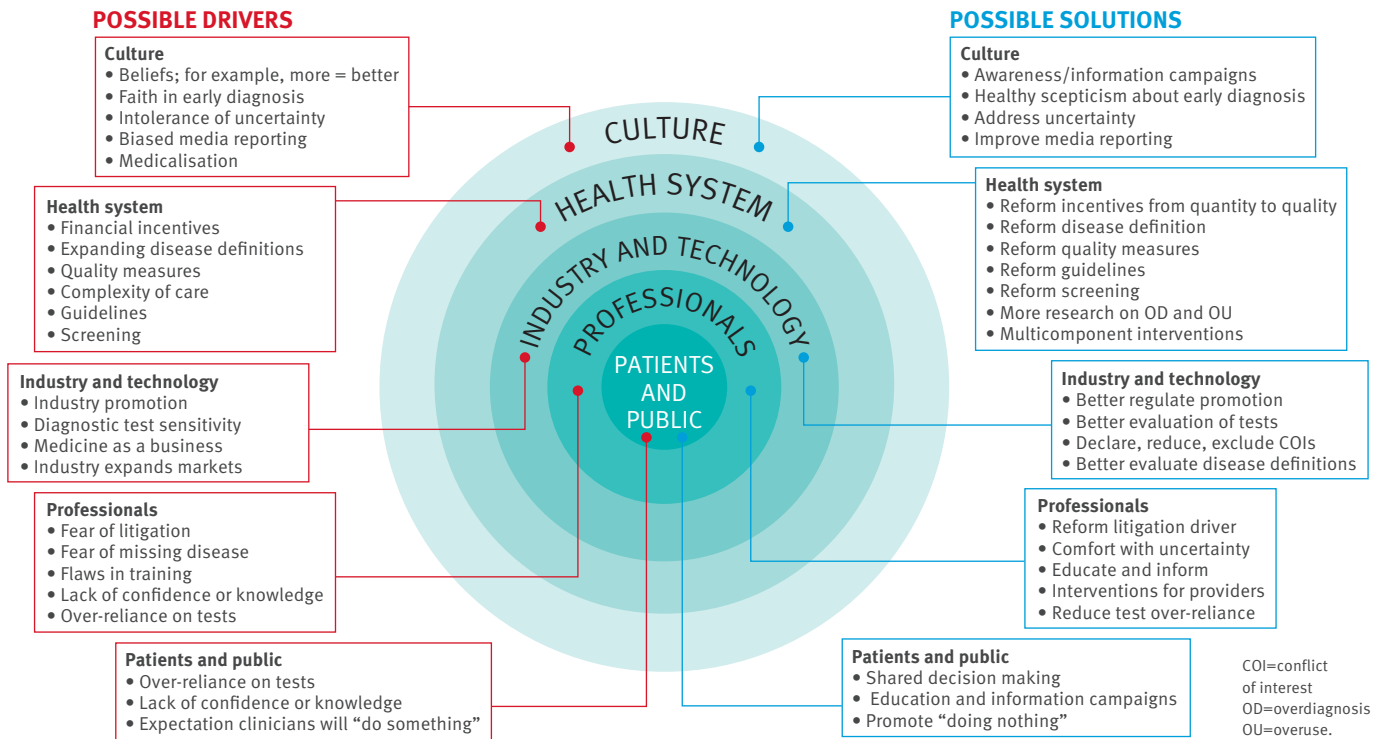 POSSIBLE DRIVERS
Culture
• Beliefs; for example, more = better
• Faith in early diagnosis
• Intolerance of uncertainty
• Biased media reporting
• Medicalisation
Health system
• Financial incentives
• Expanding disease definitions
• Quality measures
• Complexity of care
• Guidelines
• Screening
Industry and technology
• Industry promotion
• Diagnostic test sensitivity
• Medicine as a business
• Industry expands markets
Professionals
• Fear of litigation
• Fear of missing disease
• Flaws in training
• Lack of confidence or knowledge
• Over-reliance on tests
Patients and public
• Over-reliance on tests
• Lack of confidence or knowledge
• Expectation clinicians will “do something”
CULTURE
HEALTH SYSTEM
INDUSTRY AND TECHNOLOGY
PROFESSIONALS
PATIENTS
AND
PUBLIC
POSSIBLE SOLUTIONS
Culture
• Awareness/information campaigns
• Healthy scepticism about early diagnosis
• Address uncertainty
• Improve media reporting
Health system
• Reform incentives from quantity to quality
• Reform disease definition
• Reform quality measures
• Reform guidelines
• Reform screening
• More research on OD and OU
• Multicomponent interventions
Industry and technology
• Better regulate promotion
• Better evaluation of tests
• Declare, reduce, exclude COIs
• Better evaluate disease definitions
Professionals
• Reform litigation driver
• Comfort with uncertainty
• Educate and inform
• Interventions for providers
• Reduce test over-reliance
Patients and public
• Shared decision making
• Education and information campaigns
• Promote “doing nothing”
COI=conflict
of interest
OD=overdiagnosis
OU=overuse.